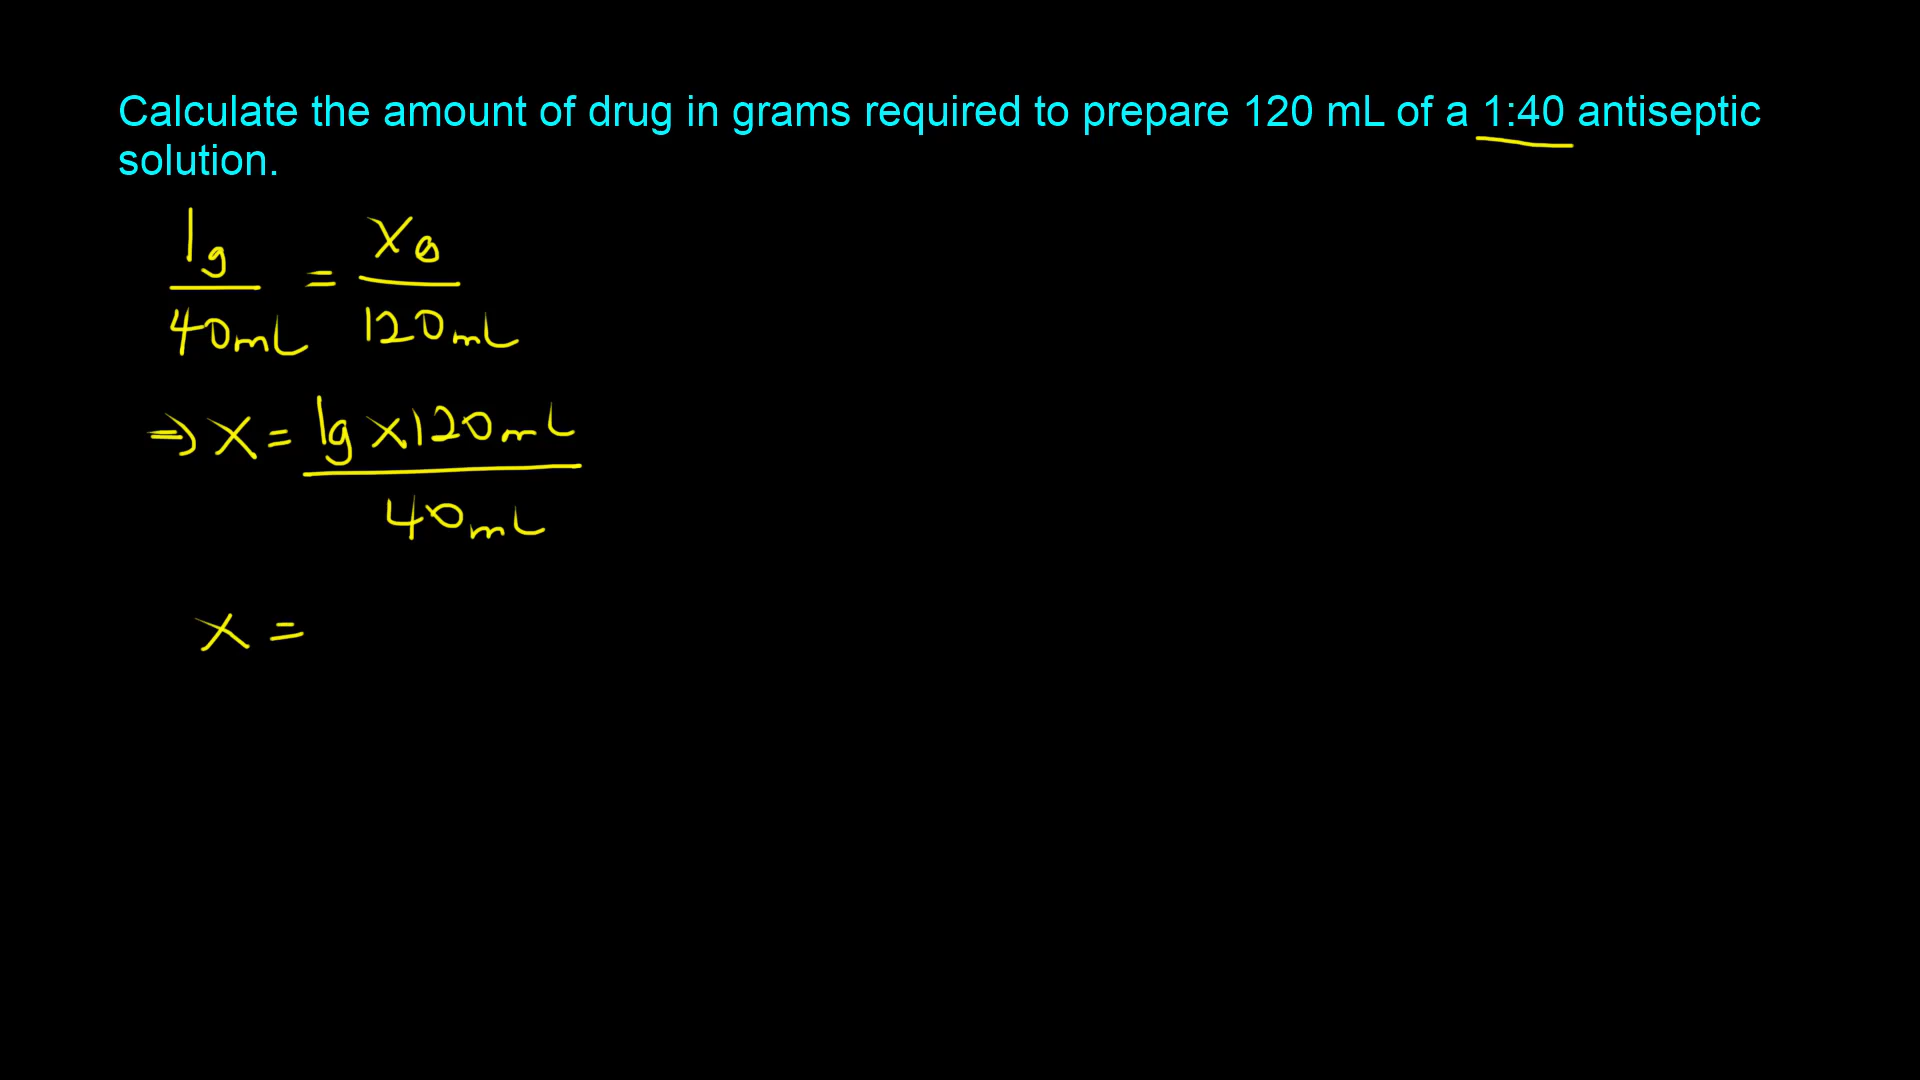 Calculate the amount of drug in grams required to prepare 120 mL of a 1:40 antiseptic
solution.
1g/40mL = xg/120mL
⇒ x = 1g × 120mL/40mL
x =